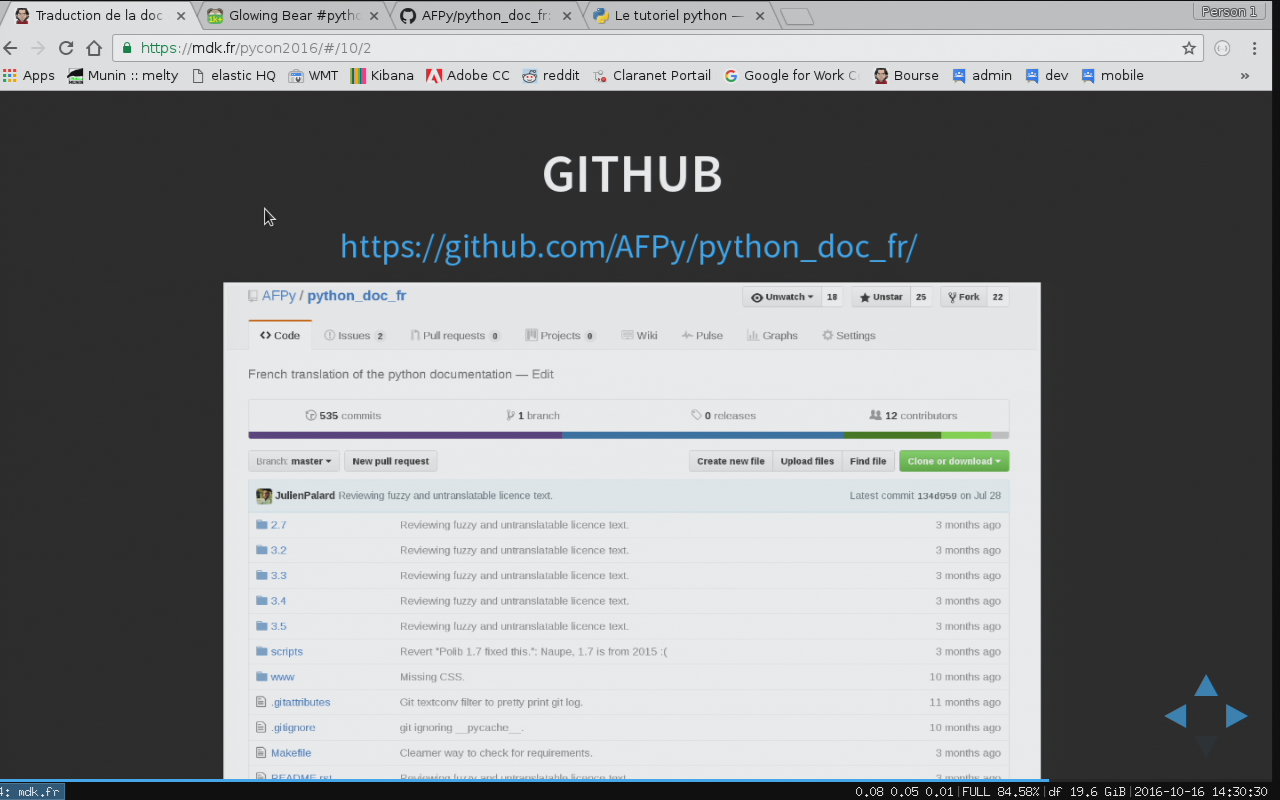 Traduction de la doc
Glowing Bear #pytho
AFPy/python_doc_fr:
Le tutoriel python —
Person 1
https://mdk.fr/pycon2016/#/10/2
Apps
Munin :: melty
elastic HQ
WMT
Kibana
Adobe CC
reddit
Claranet Portail
Google for Work C
Bourse
admin
dev
mobile
»
GITHUB
https://github.com/AFPy/python_doc_fr/
AFPy / python_doc_fr
Unwatch 18
Unstar 25
Fork 22
Code
Issues 2
Pull requests 0
Projects 0
Wiki
Pulse
Graphs
Settings
French translation of the python documentation — Edit
535 commits
1 branch
0 releases
12 contributors
Branch: master
New pull request
Create new file
Upload files
Find file
Clone or download
JulienPalard Reviewing fuzzy and untranslatable licence text.
Latest commit 134d959 on Jul 28
2.7 Reviewing fuzzy and untranslatable licence text. 3 months ago
3.2 Reviewing fuzzy and untranslatable licence text. 3 months ago
3.3 Reviewing fuzzy and untranslatable licence text. 3 months ago
3.4 Reviewing fuzzy and untranslatable licence text. 3 months ago
3.5 Reviewing fuzzy and untranslatable licence text. 3 months ago
scripts Revert "Polib 1.7 fixed this.": Naupe, 1.7 is from 2015 :( 3 months ago
www Missing CSS. 10 months ago
.gitattributes Git textconv filter to pretty print git log. 11 months ago
.gitignore git ignoring __pycache__. 10 months ago
Makefile Clearner way to check for requirements. 3 months ago
README.rst Reviewing fuzzy and untranslatable licence text. 3 months ago
4: mdk.fr
0.08 0.05 0.01|FULL 84.58%|df 19.6 GiB|2016-10-16 14:30:30